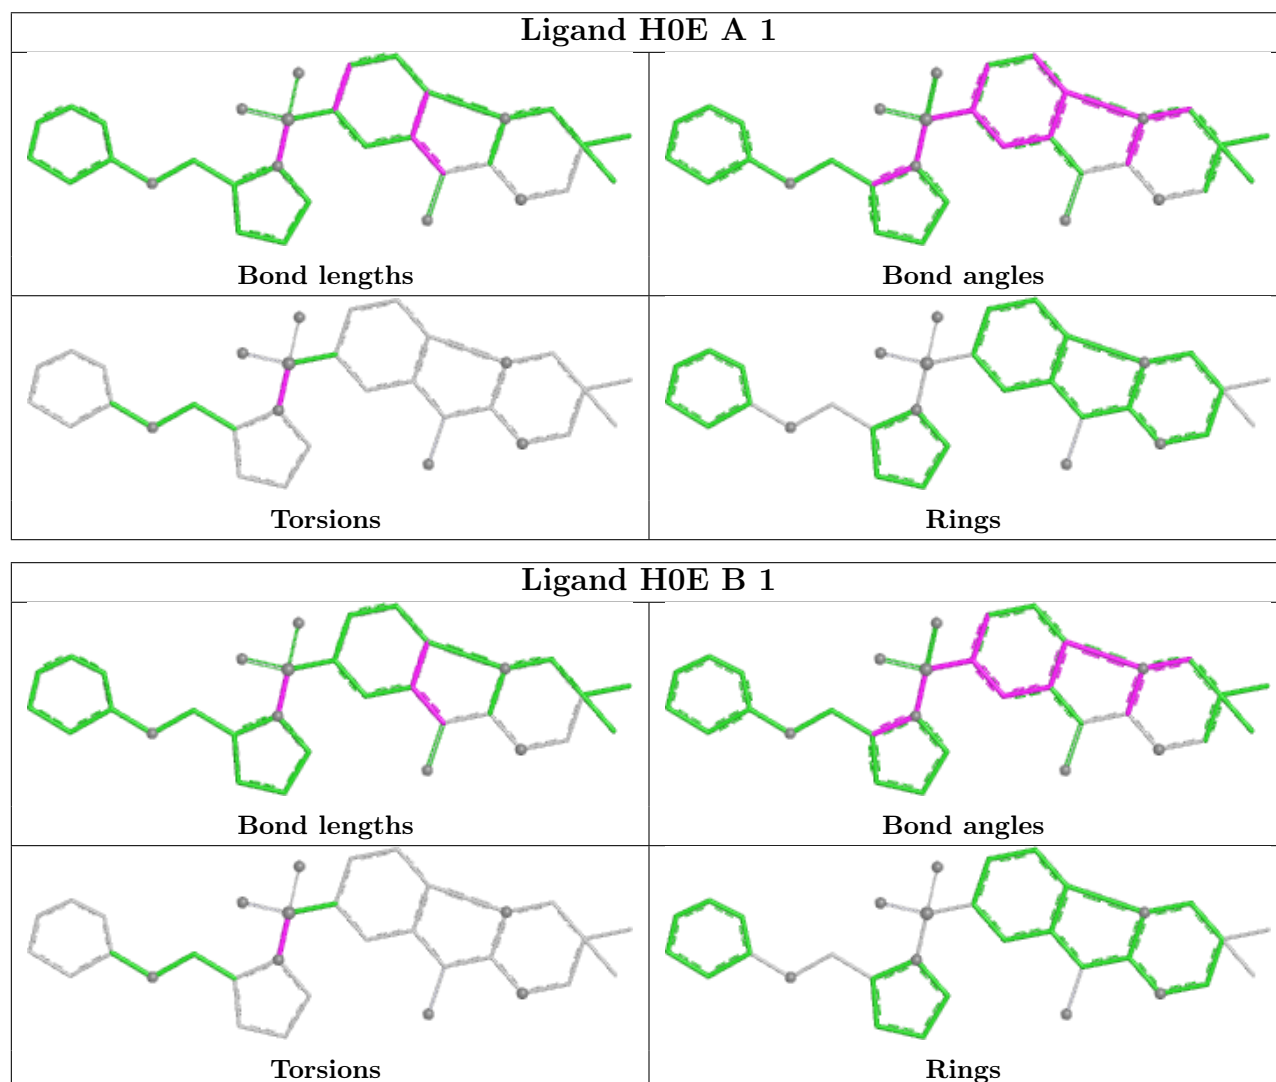 Ligand H0E A 1
Bond lengths
Bond angles
Torsions
Rings
Ligand H0E B 1
Bond lengths
Bond angles
Torsions
Rings